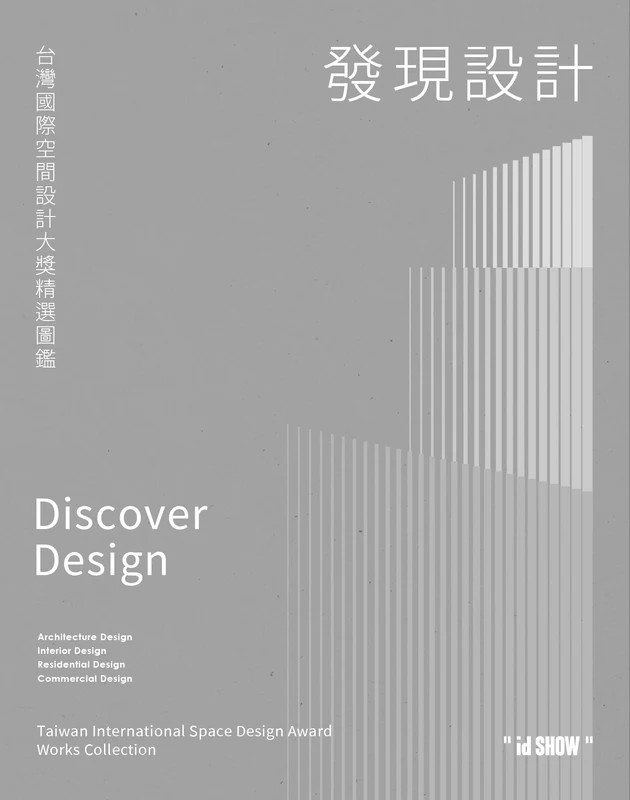 發現設計
台灣國際空間設計大獎精選圖鑑
Discover
Design
Architecture Design
Interior Design
Residential Design
Commercial Design
Taiwan International Space Design Award
Works Collection
" id SHOW "